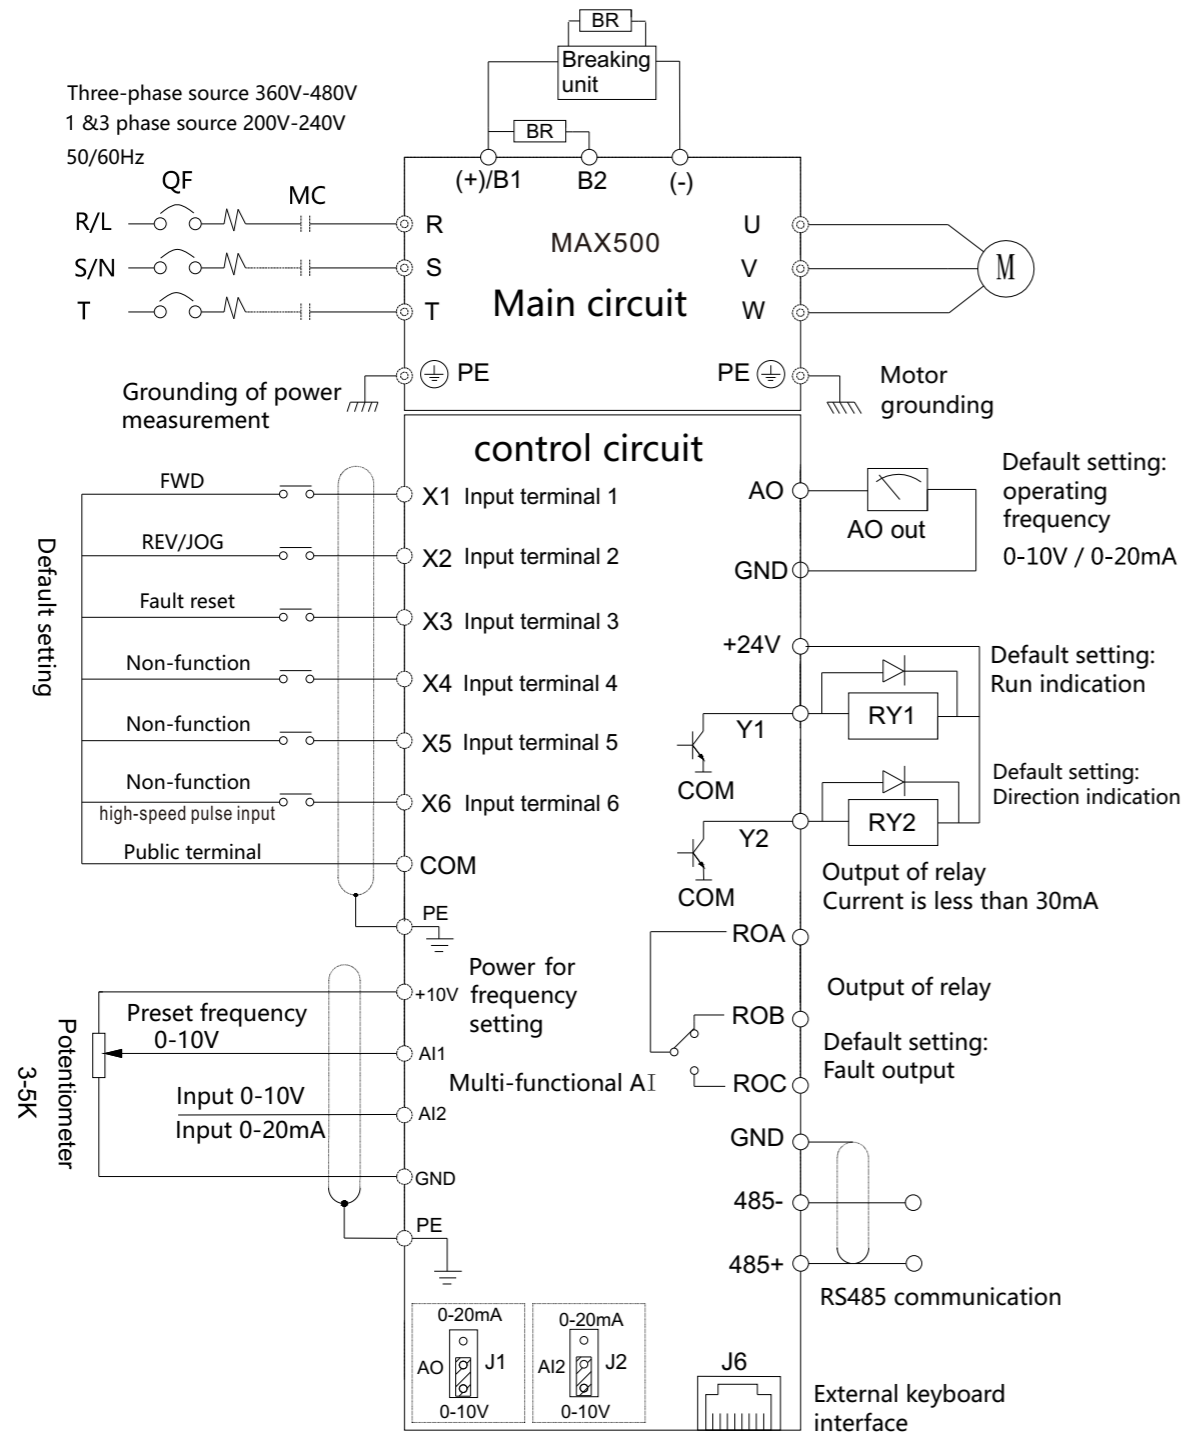 BR
Breaking
unit
BR
(+)/B1
B2
(-)
Three-phase source 360V-480V
1 &3 phase source 200V-240V
50/60Hz
QF
MC
R/L
S/N
T
R
S
T
PE
MAX500
Main circuit
U
V
W
PE
M
Grounding of power
measurement
Motor
grounding
control circuit
Default setting
FWD
X1 Input terminal 1
REV/JOG
X2 Input terminal 2
Fault reset
X3 Input terminal 3
Non-function
X4 Input terminal 4
Non-function
X5 Input terminal 5
Non-function
high-speed pulse input
X6 Input terminal 6
Public terminal
COM
PE
AO
AO out
GND
Default setting:
operating
frequency
0-10V / 0-20mA
+24V
Y1
COM
RY1
Default setting:
Run indication
Y2
COM
RY2
Default setting:
Direction indication
Output of relay
Current is less than 30mA
ROA
ROB
ROC
Output of relay
Default setting:
Fault output
Potentiometer
3-5K
+10V
Power for
frequency
setting
Preset frequency
0-10V
AI1
Multi-functional AI
Input 0-10V
Input 0-20mA
AI2
GND
PE
GND
485-
485+
RS485 communication
0-20mA
AO
J1
0-10V
0-20mA
AI2
J2
0-10V
J6
External keyboard
interface